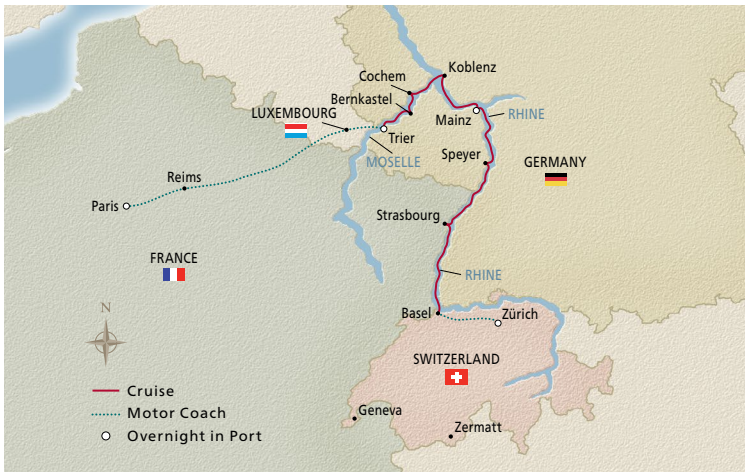 Koblenz
Cochem
Bernkastel
LUXEMBOURG
Mainz
RHINE
Trier
MOSELLE
Speyer
GERMANY
Reims
Paris
Strasbourg
FRANCE
RHINE
N
Basel
Zürich
SWITZERLAND
Cruise
Motor Coach
Geneva
Overnight in Port
Zermatt